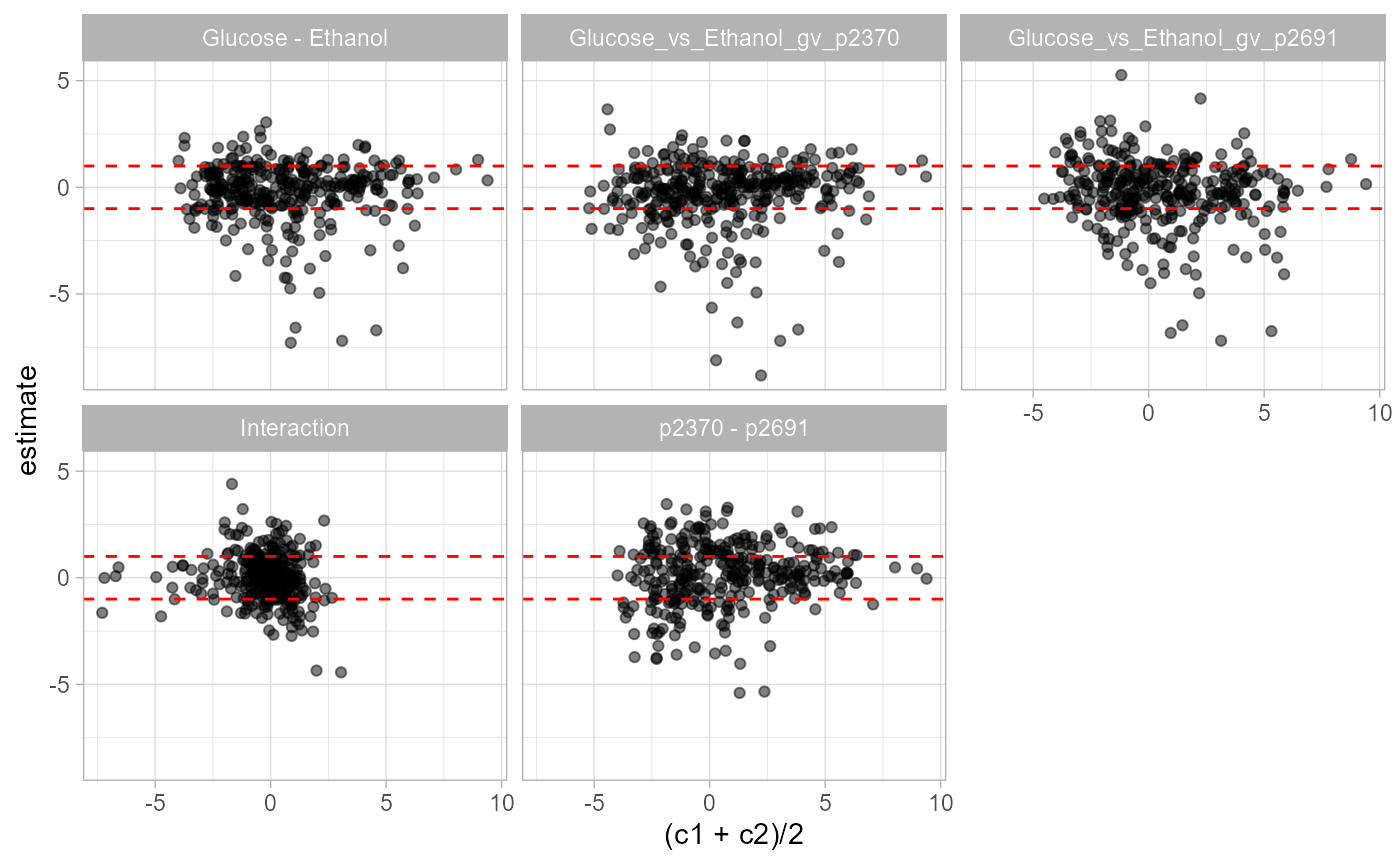 Glucose - Ethanol
Glucose_vs_Ethanol_gv_p2370
Glucose_vs_Ethanol_gv_p2691
5
0
-5
-5 0 5 10
estimate
Interaction
p2370 - p2691
5
0
-5
-5 0 5 10
-5 0 5 10
(c1 + c2)/2